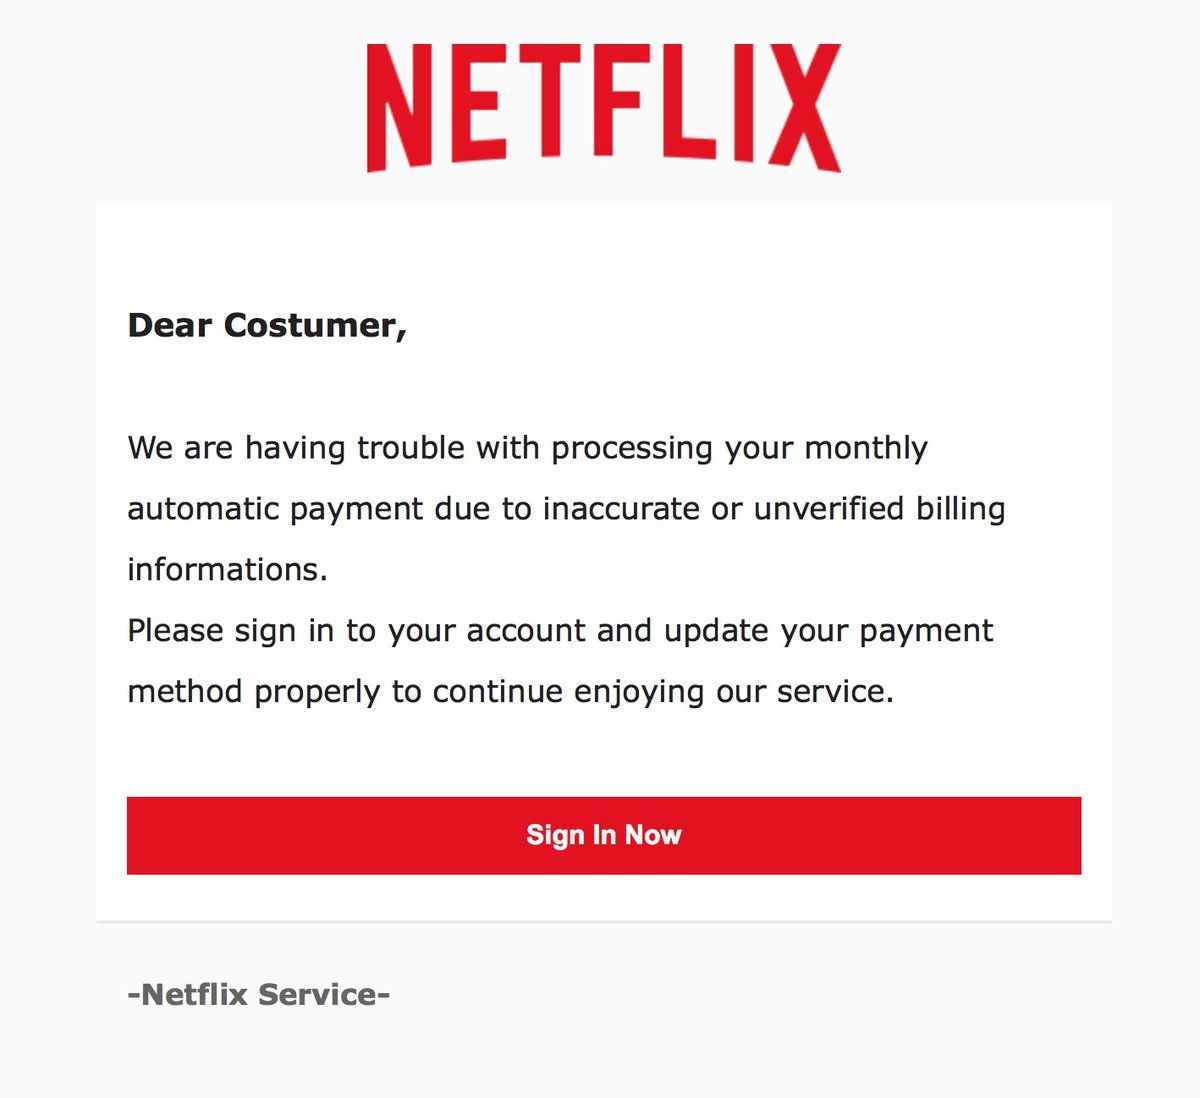 NETFLIX
Dear Costumer,
We are having trouble with processing your monthly
automatic payment due to inaccurate or unverified billing
informations.
Please sign in to your account and update your payment
method properly to continue enjoying our service.
Sign In Now
-Netflix Service-